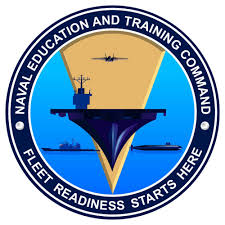 NAVAL EDUCATION AND TRAINING COMMAND
FLEET READINESS STARTS HERE